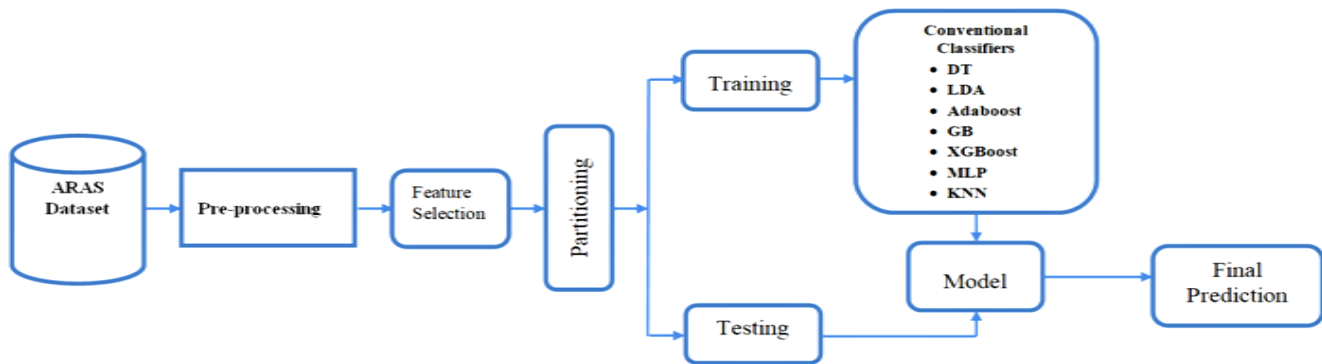 ARAS
Dataset
Pre-processing
Feature
Selection
Partitioning
Training
Testing
Conventional
Classifiers
• DT
• LDA
• Adaboost
• GB
• XGBoost
• MLP
• KNN
Model
Final
Prediction